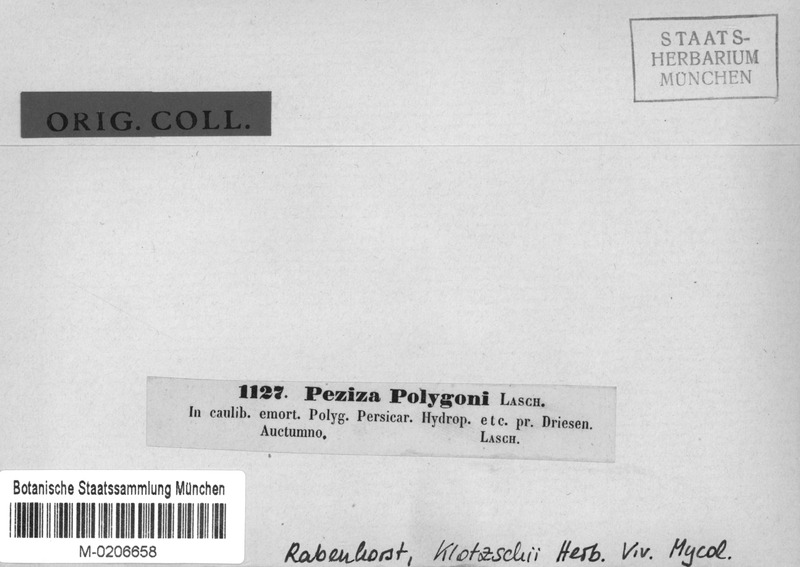 STAATS-
HERBARIUM
MÜNCHEN
ORIG. COLL.
1127. Peziza Polygoni LASCH.
In caulib. emort. Polyg. Persicar. Hydrop. etc. pr. Driesen.
Auctumno. LASCH.
Botanische Staatssammlung München
M-0206658
Rabenhorst, Klotzschii Herb. Viv. Mycol.